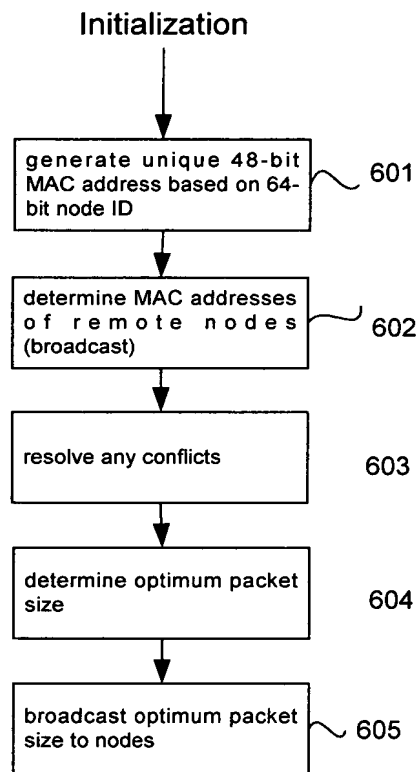 Initialization
generate unique 48-bit
MAC address based on 64-
bit node ID
601
determine MAC addresses
of remote nodes
(broadcast)
602
resolve any conflicts
603
determine optimum packet
size
604
broadcast optimum packet
size to nodes
605